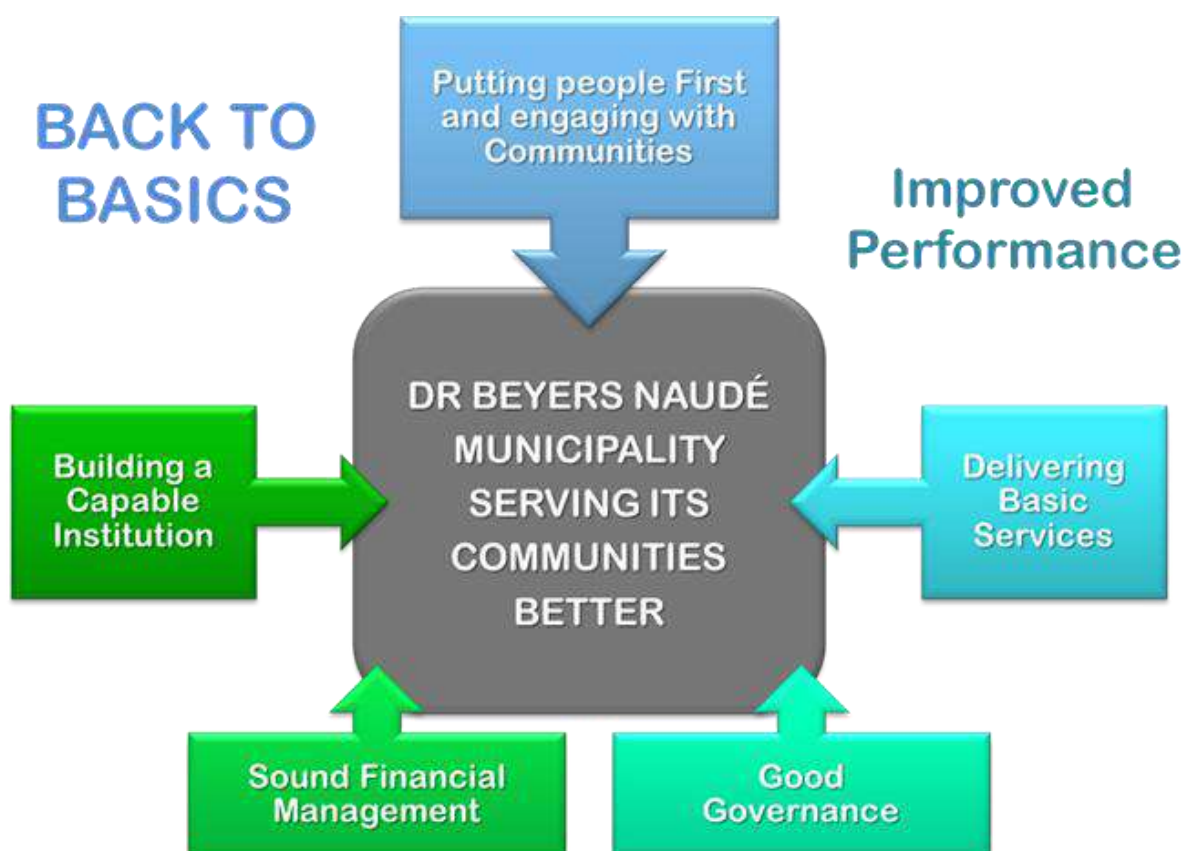 BACK TO
BASICS
Putting people First
and engaging with
Communities
Improved
Performance
Building a
Capable
Institution
DR BEYERS NAUDÉ
MUNICIPALITY
SERVING ITS
COMMUNITIES
BETTER
Delivering
Basic
Services
Sound Financial
Management
Good
Governance